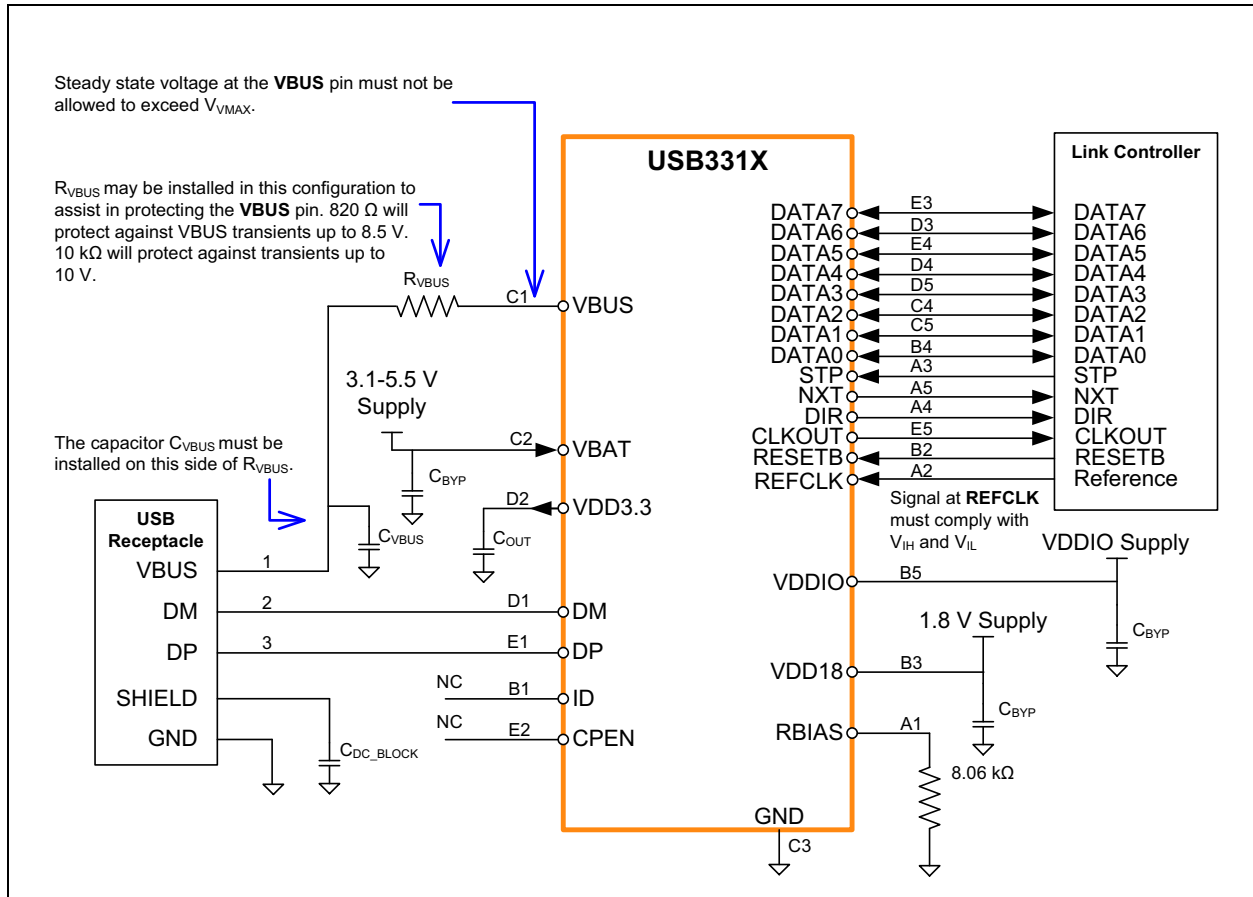 Steady state voltage at the VBUS pin must not be
allowed to exceed VVMAX.
RVBUS may be installed in this configuration to
assist in protecting the VBUS pin. 820 Ω will
protect against VBUS transients up to 8.5 V.
10 kΩ will protect against transients up to
10 V.
RVBUS
C1
VBUS
3.1-5.5 V
Supply
C2
VBAT
CBYP
D2
VDD3.3
COUT
The capacitor CVBUS must be
installed on this side of RVBUS.
CVBUS
USB
Receptacle
VBUS
1
DM
2
D1
DM
DP
3
E1
DP
SHIELD
NC
B1
ID
GND
NC
E2
CPEN
CDC_BLOCK
USB331X
Link Controller
DATA7 E3 DATA7
DATA6 D3 DATA6
DATA5 E4 DATA5
DATA4 D4 DATA4
DATA3 D5 DATA3
DATA2 C4 DATA2
DATA1 C5 DATA1
DATA0 B4 DATA0
STP A3 STP
NXT A5 NXT
DIR A4 DIR
CLKOUT E5 CLKOUT
RESETB B2 RESETB
REFCLK A2 Reference
Signal at REFCLK
must comply with
VIH and VIL
VDDIO Supply
VDDIO
B5
CBYP
1.8 V Supply
VDD18
B3
CBYP
RBIAS
A1
8.06 kΩ
GND
C3